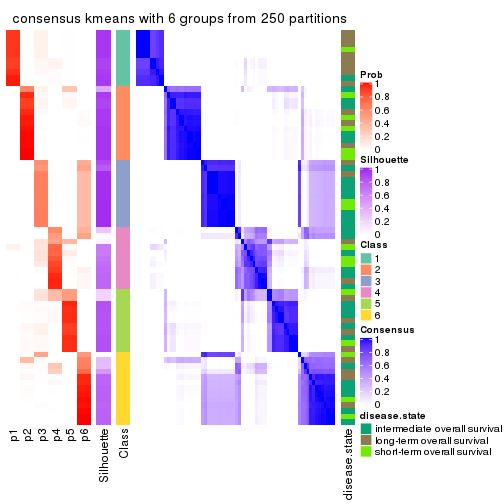 consensus kmeans with 6 groups from 250 partitions
Prob
1
0.8
0.6
0.4
0.2
0
Silhouette
1
0.8
0.6
0.4
0.2
0
Class
1
2
3
4
5
6
Consensus
1
0.8
0.6
0.4
0.2
0
disease.state
intermediate overall survival
long-term overall survival
short-term overall survival
p1
p2
p3
p4
p5
p6
Silhouette
Class
disease.state